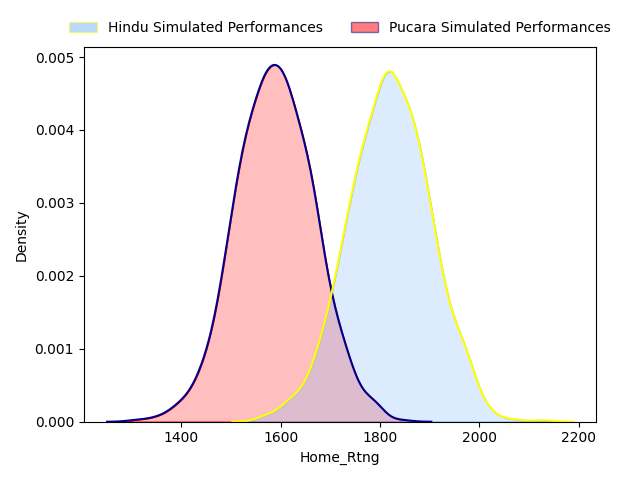 Hindu Simulated Performances Pucara Simulated Performances
0.005
0.004
0.003
0.002
0.001
0.000
Density
1400 1600 1800 2000 2200
Home_Rtng